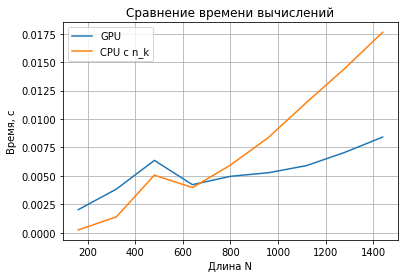 Сравнение времени вычислений
GPU
CPU с n_k
Время, с
0.0175
0.0150
0.0125
0.0100
0.0075
0.0050
0.0025
0.0000
200 400 600 800 1000 1200 1400
Длина N